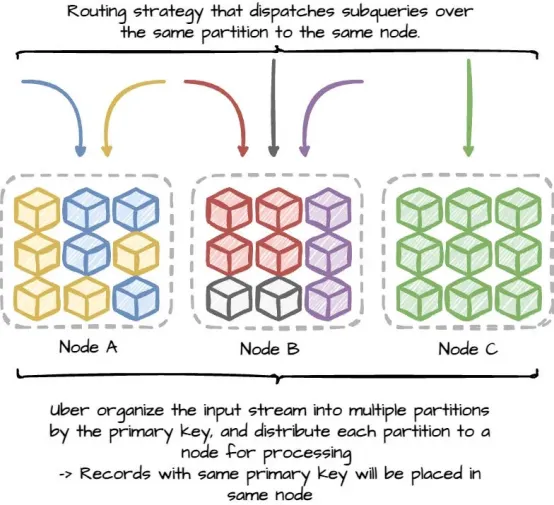 Routing strategy that dispatches subqueries over
the same partition to the same node.
Node A
Node B
Node C
Uber organize the input stream into multiple partitions
by the primary key, and distribute each partition to a
node for processing
-> Records with same primary key will be placed in
same node